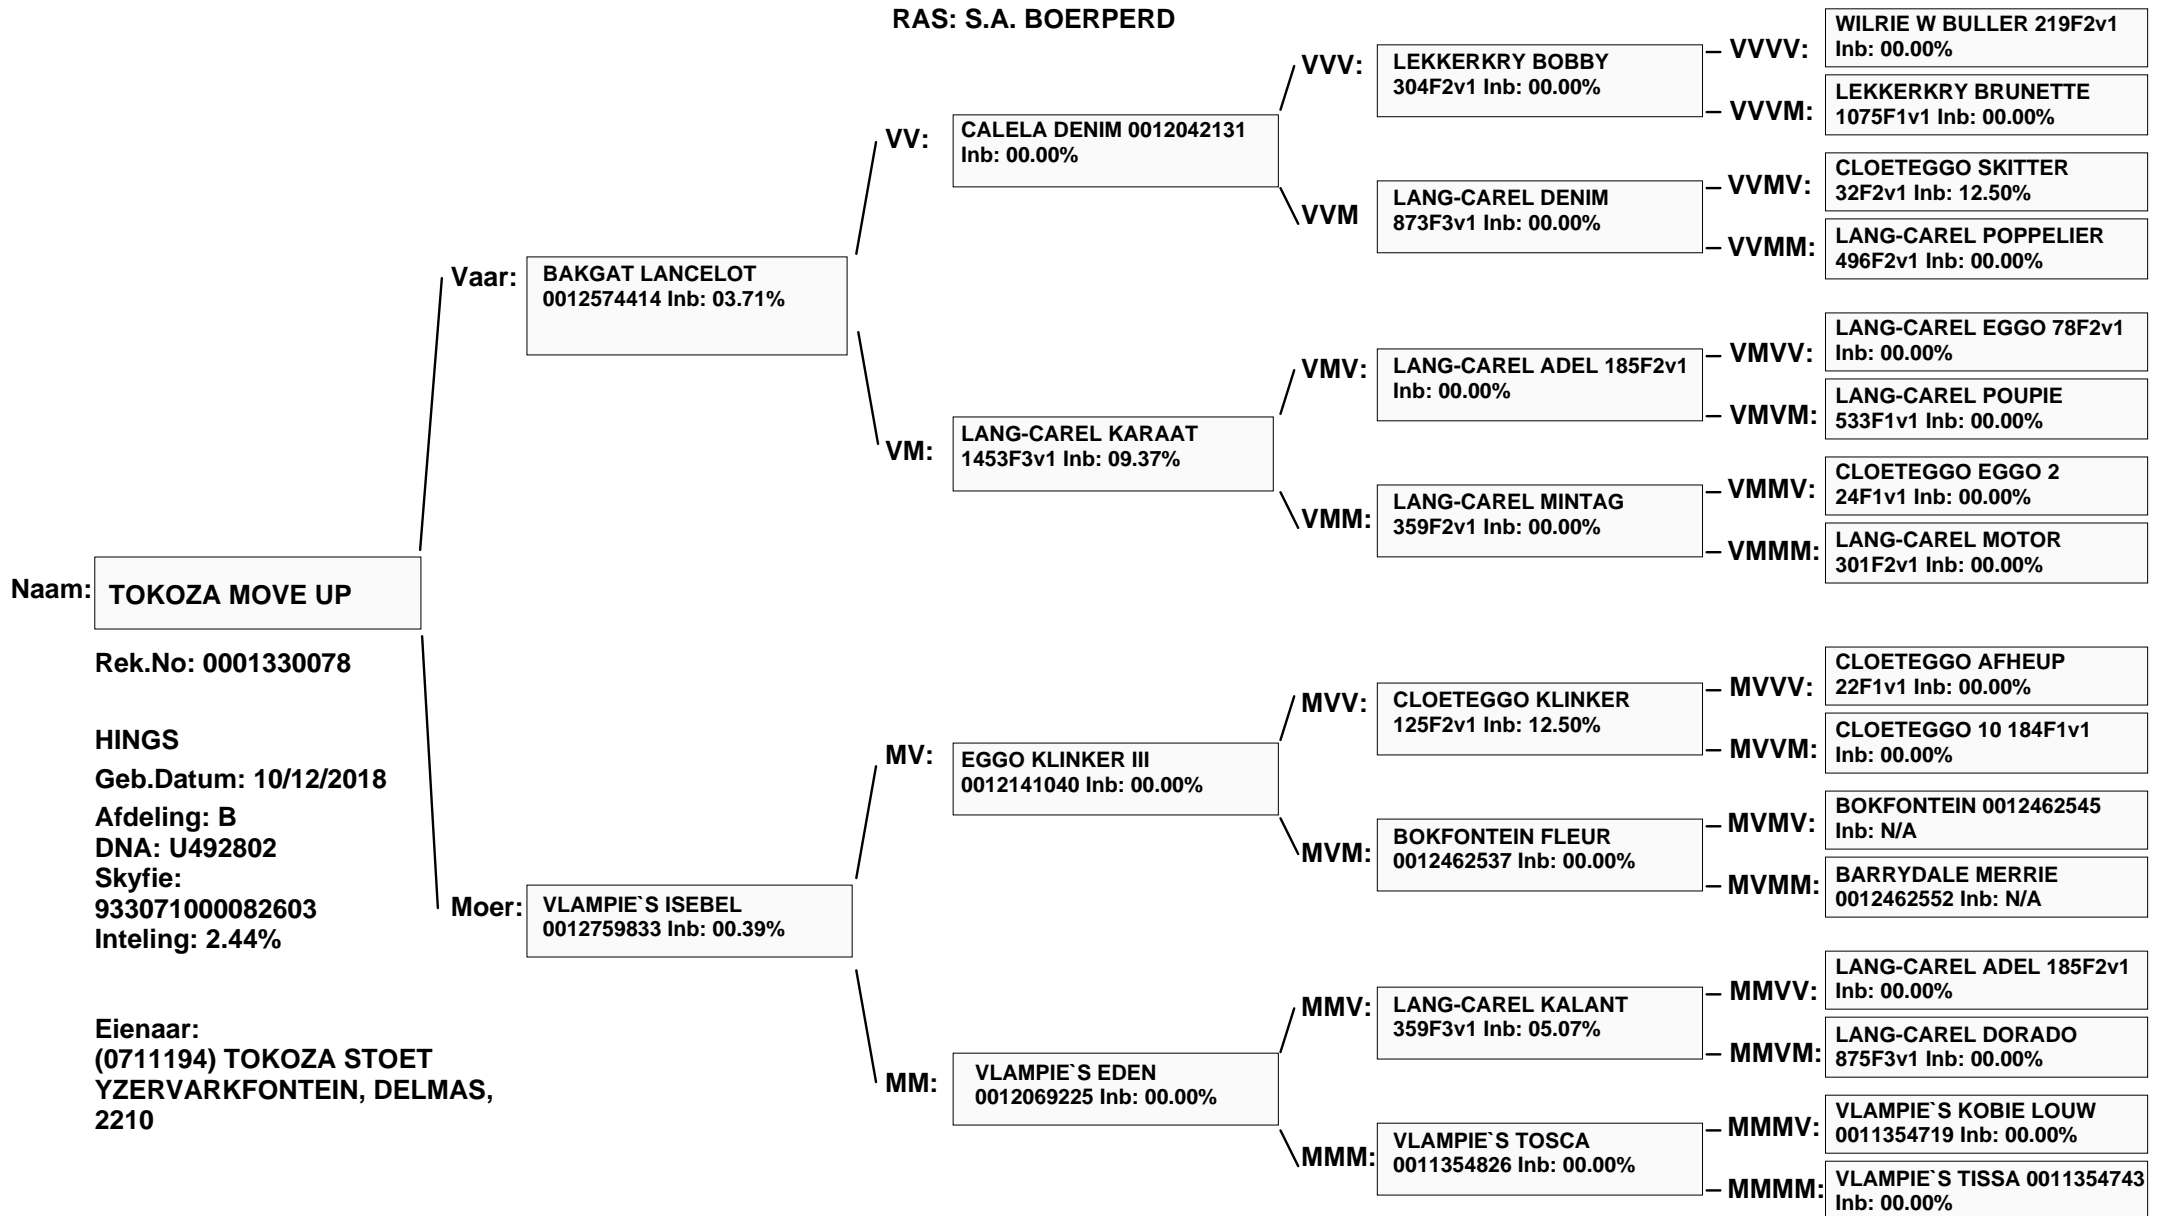 RAS: S.A. BOERPERD
Naam:
TOKOZA MOVE UP
Rek.No: 0001330078
HINGS
Geb.Datum: 10/12/2018
Afdeling: B
DNA: U492802
Skyfie:
933071000082603
Inteling: 2.44%
Eienaar:
(0711194) TOKOZA STOET
YZERVARKFONTEIN, DELMAS,
2210
Vaar:
BAKGAT LANCELOT
0012574414 Inb: 03.71%
Moer:
VLAMPIE`S ISEBEL
0012759833 Inb: 00.39%
VV:
CALELA DENIM 0012042131
Inb: 00.00%
VM:
LANG-CAREL KARAAT
1453F3v1 Inb: 09.37%
MV:
EGGO KLINKER III
0012141040 Inb: 00.00%
MM:
VLAMPIE`S EDEN
0012069225 Inb: 00.00%
VVV:
LEKKERKRY BOBBY
304F2v1 Inb: 00.00%
VVM
LANG-CAREL DENIM
873F3v1 Inb: 00.00%
VMV:
LANG-CAREL ADEL 185F2v1
Inb: 00.00%
VMM:
LANG-CAREL MINTAG
359F2v1 Inb: 00.00%
MVV:
CLOETEGGO KLINKER
125F2v1 Inb: 12.50%
MVM:
BOKFONTEIN FLEUR
0012462537 Inb: 00.00%
MMV:
LANG-CAREL KALANT
359F3v1 Inb: 05.07%
MMM:
VLAMPIE`S TOSCA
0011354826 Inb: 00.00%
VVVV:
WILRIE W BULLER 219F2v1
Inb: 00.00%
VVVM:
LEKKERKRY BRUNETTE
1075F1v1 Inb: 00.00%
VVMV:
CLOETEGGO SKITTER
32F2v1 Inb: 12.50%
VVMM:
LANG-CAREL POPPELIER
496F2v1 Inb: 00.00%
VMVV:
LANG-CAREL EGGO 78F2v1
Inb: 00.00%
VMVM:
LANG-CAREL POUPIE
533F1v1 Inb: 00.00%
VMMV:
CLOETEGGO EGGO 2
24F1v1 Inb: 00.00%
VMMM:
LANG-CAREL MOTOR
301F2v1 Inb: 00.00%
MVVV:
CLOETEGGO AFHEUP
22F1v1 Inb: 00.00%
MVVM:
CLOETEGGO 10 184F1v1
Inb: 00.00%
MVMV:
BOKFONTEIN 0012462545
Inb: N/A
MVMM:
BARRYDALE MERRIE
0012462552 Inb: N/A
MMVV:
LANG-CAREL ADEL 185F2v1
Inb: 00.00%
MMVM:
LANG-CAREL DORADO
875F3v1 Inb: 00.00%
MMMV:
VLAMPIE`S KOBIE LOUW
0011354719 Inb: 00.00%
MMMM:
VLAMPIE`S TISSA 0011354743
Inb: 00.00%